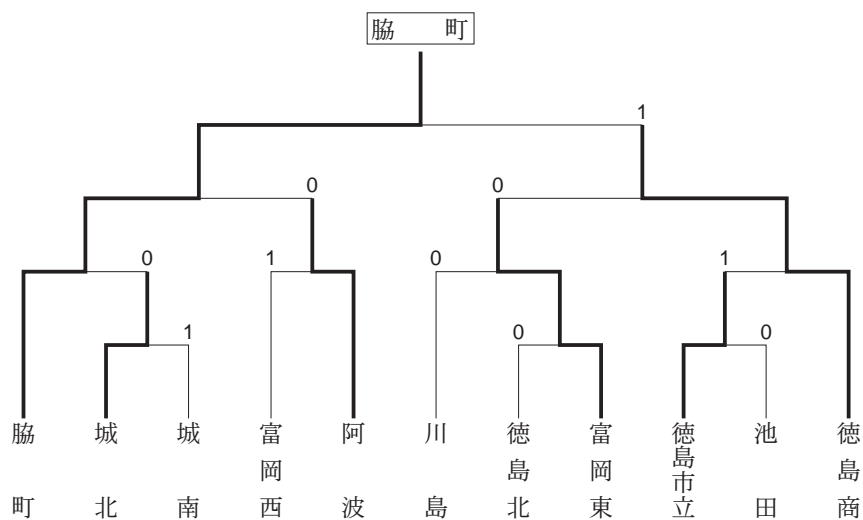 脇 町
1
0 0
0 1 0 1
1 0 0
脇町
城北
城南
富岡西
阿波
川島
徳島北
富岡東
徳島市立
池田
徳島商